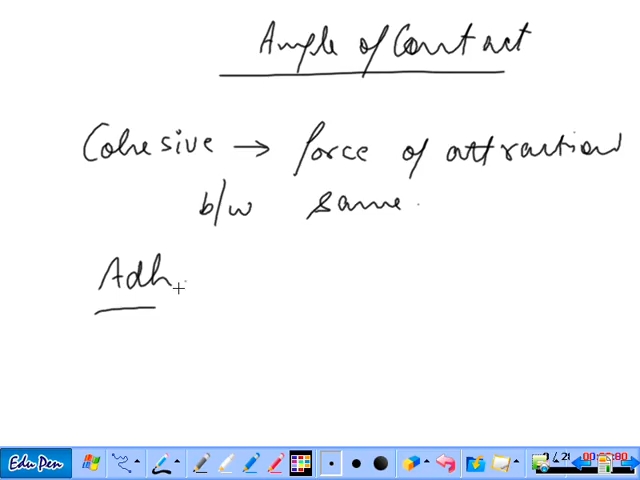 Angle of Contact
Cohesive → force of attraction
b/w same.
Adh
Edu Pen